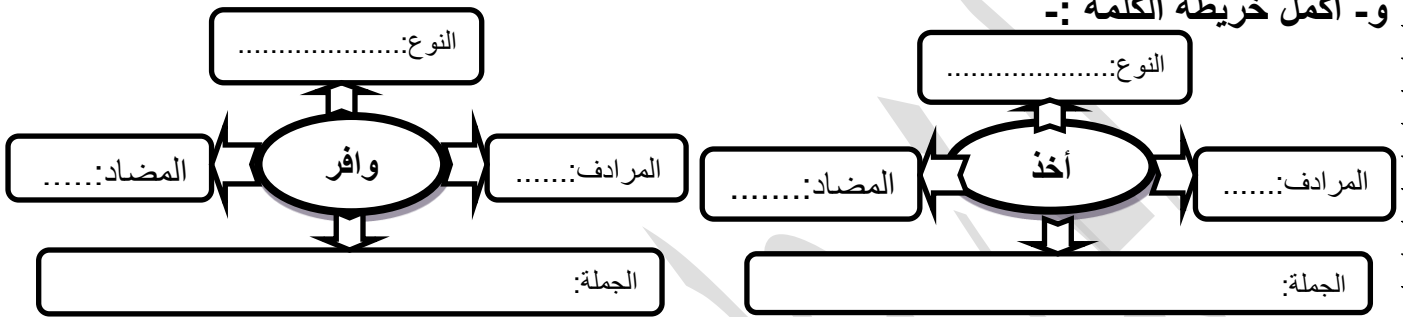 و- أكمل خريطة الكلمة :-
النوع:....................
أخذ
المرادف:......
المضاد:........
الجملة:
النوع:....................
وافر
المرادف:......
المضاد:.....
الجملة: